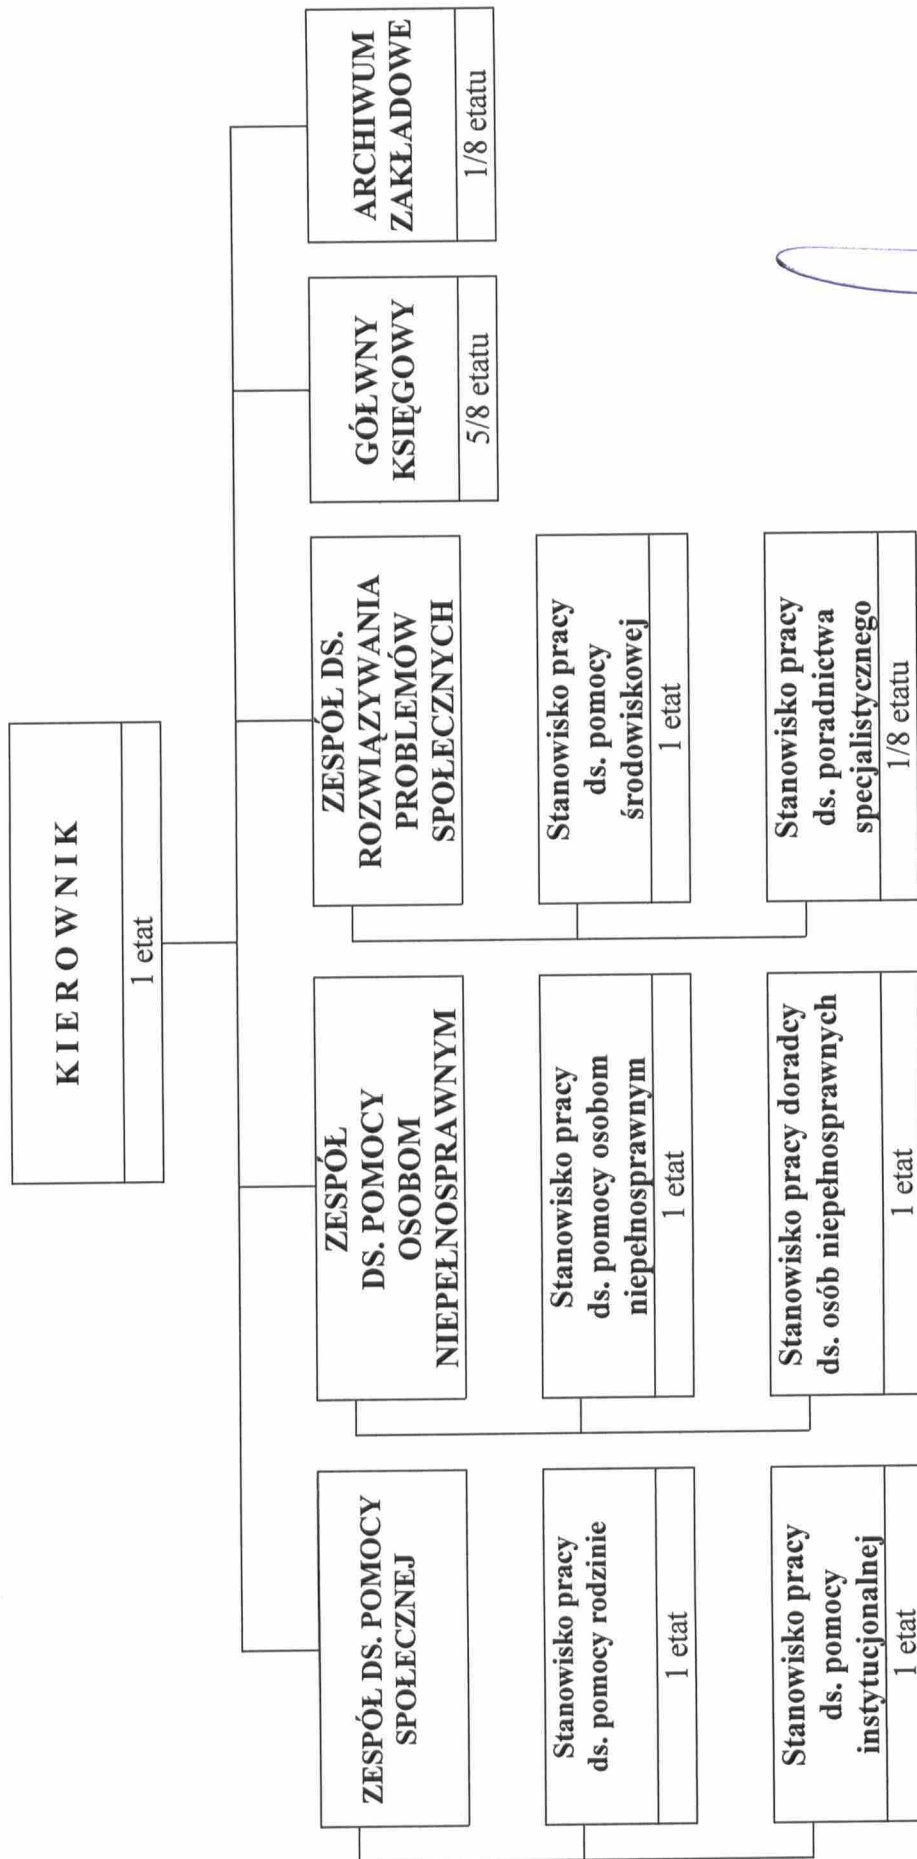 KIEROWNIK
1 etat
ZESPÓŁ DS. POMOCY
SPOŁECZNEJ
Stanowisko pracy
ds. pomocy rodzinie
1 etat
Stanowisko pracy
ds. pomocy
instytucjonalnej
1 etat
ZESPÓŁ
DS. POMOCY
OSOBOM
NIEPEŁNOSPRAWNYM
Stanowisko pracy
ds. pomocy osobom
niepełnosprawnym
1 etat
Stanowisko pracy doradcy
ds. osób niepełnosprawnych
1 etat
ZESPÓŁ DS.
ROZWIĄZYWANIA
PROBLEMÓW
SPOŁECZNYCH
Stanowisko pracy
ds. pomocy
środowiskowej
1 etat
Stanowisko pracy
ds. poradnictwa
specjalistycznego
1/8 etatu
GÓŁWNY
KSIĘGOWY
5/8 etatu
ARCHIWUM
ZAKŁADOWE
1/8 etatu